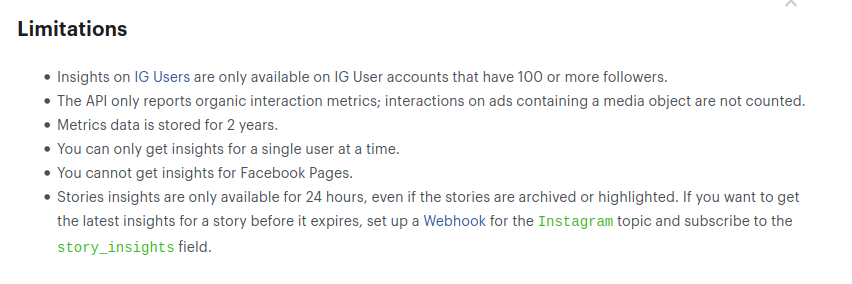 Limitations
• Insights on IG Users are only available on IG User accounts that have 100 or more followers.
• The API only reports organic interaction metrics; interactions on ads containing a media object are not counted.
• Metrics data is stored for 2 years.
• You can only get insights for a single user at a time.
• You cannot get insights for Facebook Pages.
• Stories insights are only available for 24 hours, even if the stories are archived or highlighted. If you want to get
the latest insights for a story before it expires, set up a Webhook for the Instagram topic and subscribe to the
story_insights field.